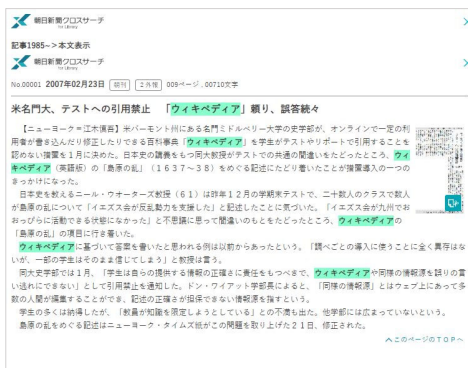 朝日新聞クロスサーチ
for Library
記事1985~>本文表示
朝日新聞クロスサーチ
for Library
No.00001 2007年02月23日 朝刊 2外報 009ページ , 00710文字
米名門大、テストへの引用禁止 「ウィキペディア」頼り、誤答続々
【ニューヨーク=江木慎吾】米バーモント州にある名門ミドルベリー大学の史学部が、オンラインで一定の利
用者が書き込んだり修正したりできる百科事典「ウィキペディア」を学生がテストやリポートで引用することを
認めない措置を1月に決めた。日本史の講義をもつ同大教授がテストでの共通の間違いをたどったところ、ウィ
キペディア(英語版)の「島原の乱」(1637~38)をめぐる記述にたどり着いたことが措置導入の一つの
きっかけになった。
日本史を教えるニール・ウオーターズ教授(61)は昨年12月の学期末テストで、二十数人のクラスで数人
が島原の乱について「イエズス会が反乱勢力を支援した」と記述したことに気づいた。「イエズス会が九州でお
おっぴらに活動できる状態になかった」と不思議に思って間違いのもとをたどったところ、ウィキペディアの
「島原の乱」の項目に行き着いた。
ウィキペディアに基づいて答案を書いたと思われる例は以前からあったという。「調べごとの導入に使うことに全く異存はな
いが、一部の学生はそのまま信じてしまう」と教授は言う。
同大史学部では1月、「学生は自らの提供する情報の正確さに責任をもつべきで、ウィキペディアや同様の情報源を誤りの言
い逃れにできない」として引用禁止を通知した。ドン・ワイアット学部長によると、「同様の情報源」とはウェブ上にあって多
数の人間が編集することができ、記述の正確さが担保できない情報源を指すという。
学生の多くは納得したが、「教員が知識を限定しようとしている」との不満も出た。他学部には広まっていないという。
島原の乱をめぐる記述はニューヨーク・タイムズ紙がこの問題を取り上げた21日、修正された。
このページのTOPへ